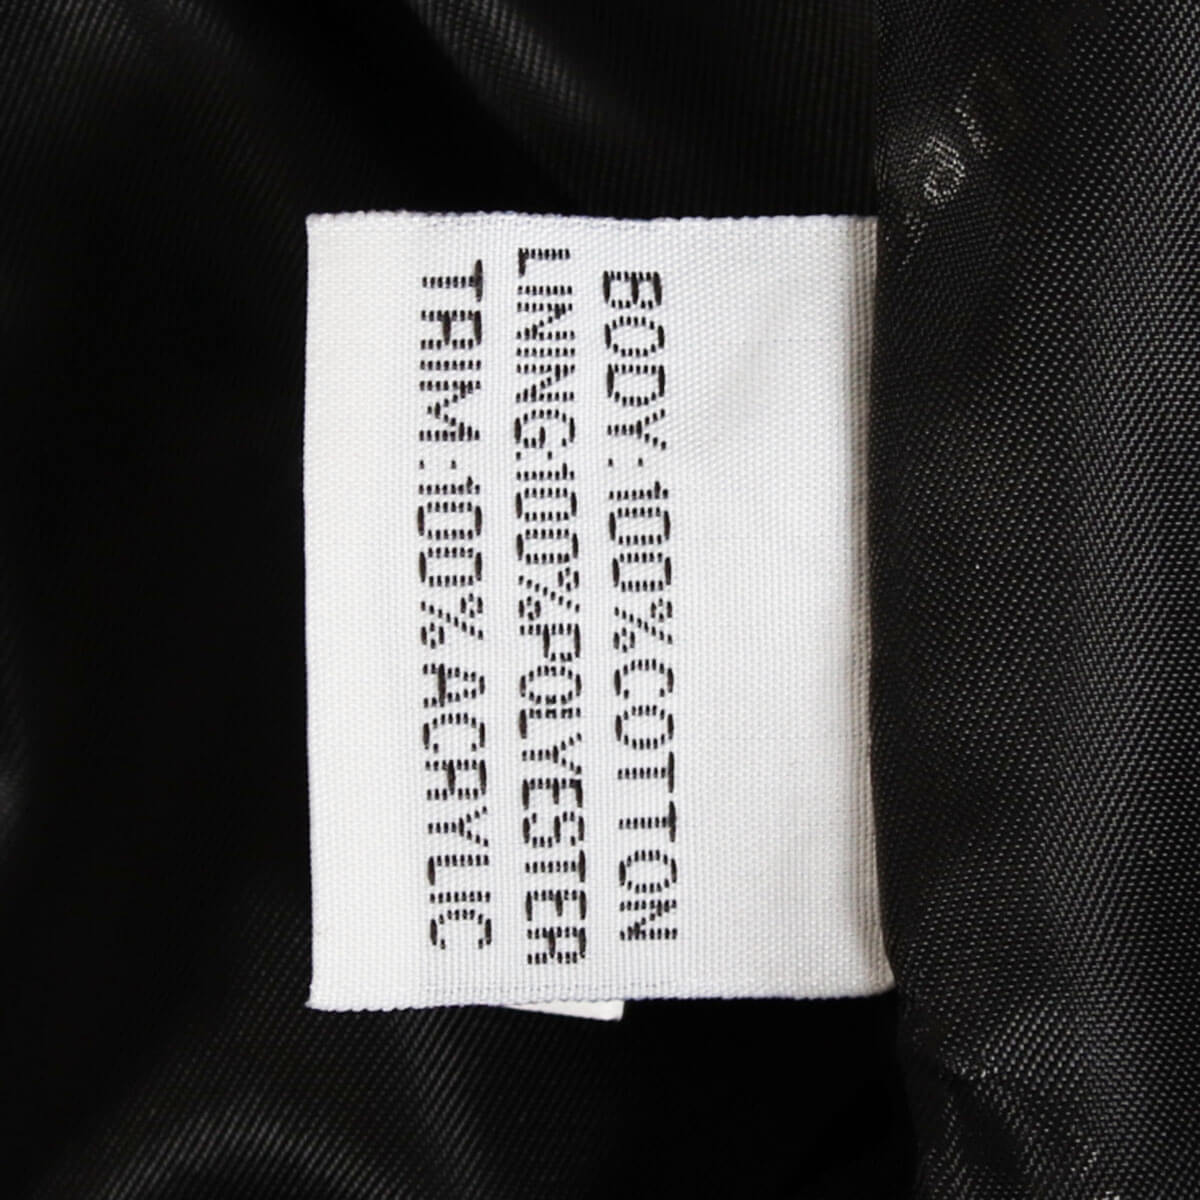 BODY:100%COTTON
LINING:100%POLYESTER
TRIM:100%ACRYLIC